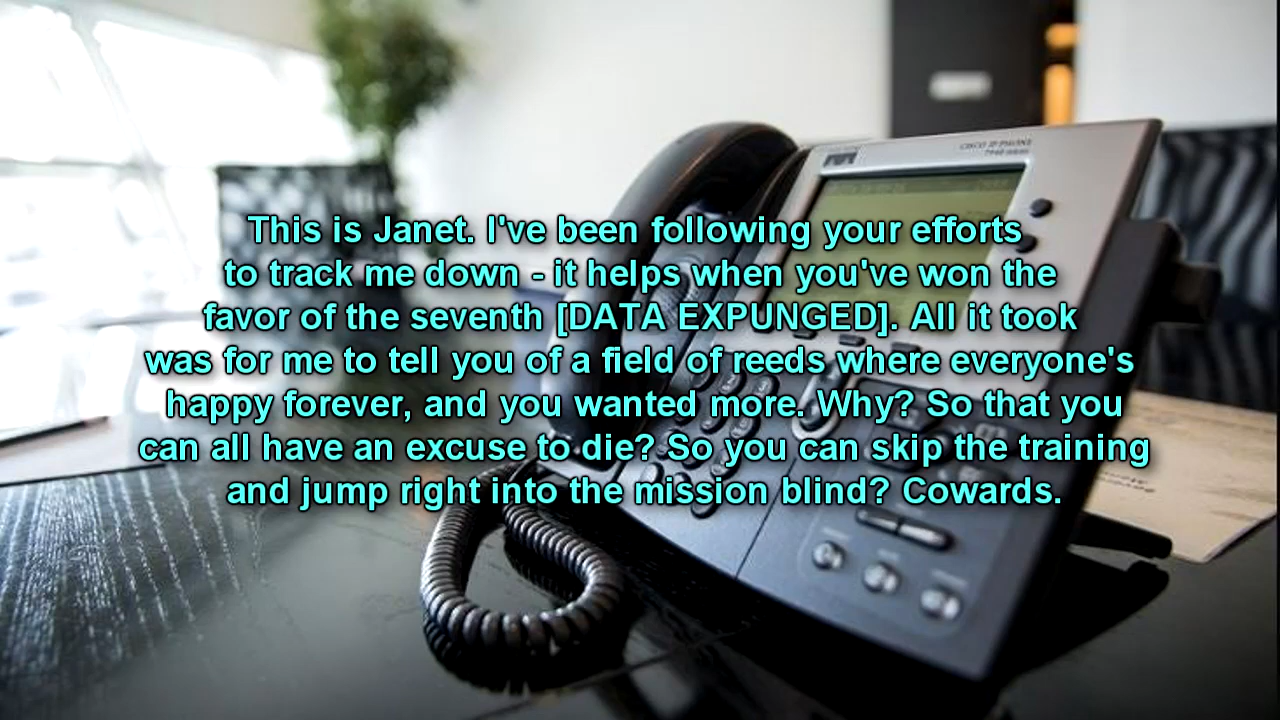 CISCO IP PHONE
This is Janet. I've been following your efforts
to track me down - it helps when you've won the
favor of the seventh [DATA EXPUNGED]. All it took
was for me to tell you of a field of reeds where everyone's
happy forever, and you wanted more. Why? So that you
can all have an excuse to die? So you can skip the training
and jump right into the mission blind? Cowards.